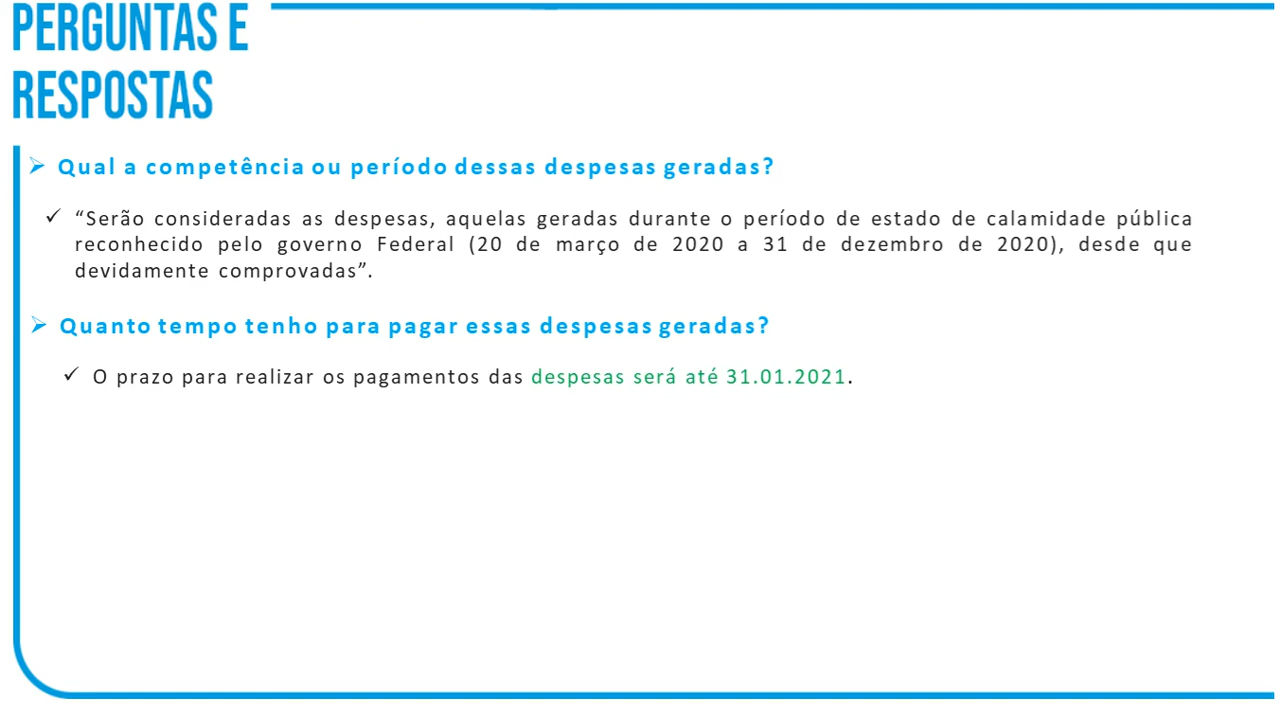 PERGUNTAS E
RESPOSTAS
➢ Qual a competência ou período dessas despesas geradas?
✓ “Serão consideradas as despesas, aquelas geradas durante o período de estado de calamidade pública
reconhecido pelo governo Federal (20 de março de 2020 a 31 de dezembro de 2020), desde que
devidamente comprovadas”.
➢ Quanto tempo tenho para pagar essas despesas geradas?
✓ O prazo para realizar os pagamentos das despesas será até 31.01.2021.